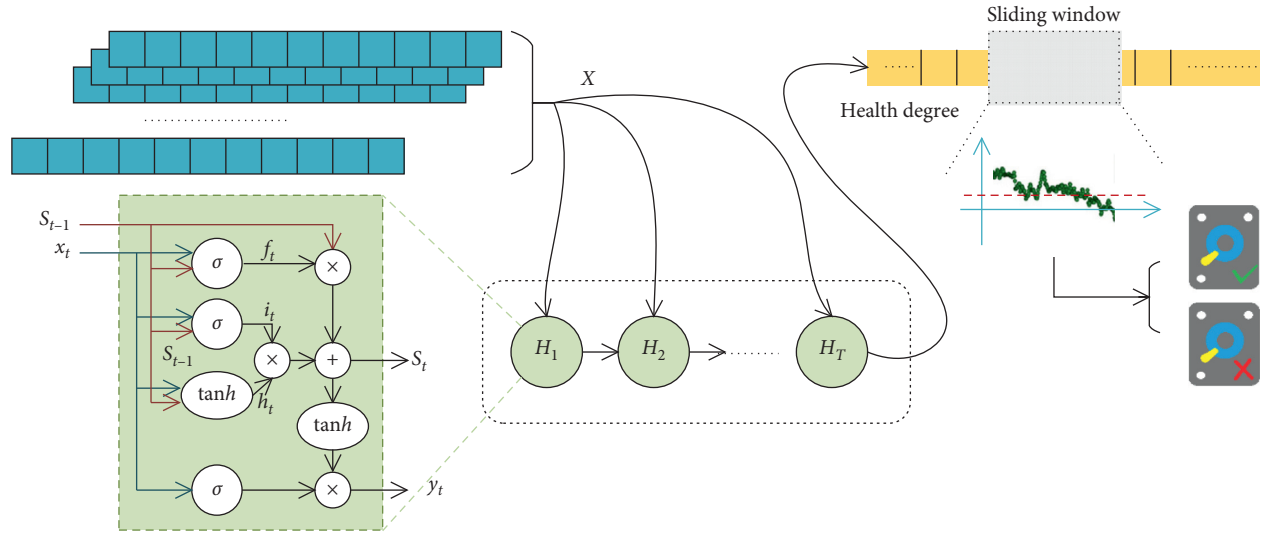 Sliding window
X
Health degree
S_{t–1}
x_t
σ
f_t
×
σ
i_t
S_{t–1}
×
+
S_t
tanh
h_t
tanh
σ
×
y_t
H_1
H_2
H_T